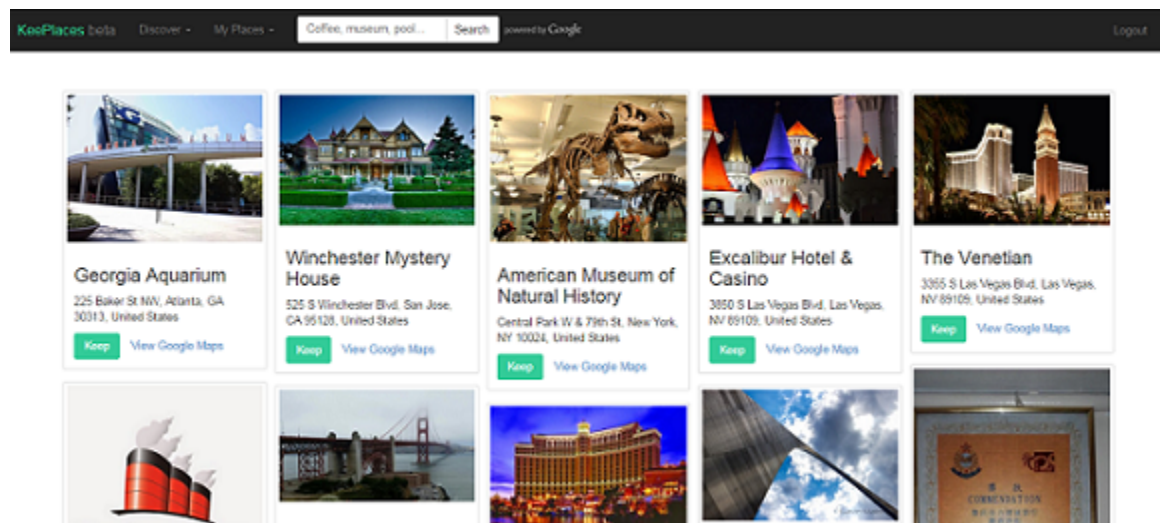 KeePlaces beta
Discover
My Places
Coffee, museum, pool...
Search
powered by Google
Logout
Georgia Aquarium
225 Baker St NW, Atlanta, GA
30313, United States
Keep
View Google Maps
Winchester Mystery
House
525 S Winchester Blvd, San Jose,
CA 95128, United States
Keep
View Google Maps
American Museum of
Natural History
Central Park W & 79th St, New York,
NY 10024, United States
Keep
View Google Maps
Excalibur Hotel &
Casino
3850 S Las Vegas Blvd, Las Vegas,
NV 89109, United States
Keep
View Google Maps
The Venetian
3355 S Las Vegas Blvd, Las Vegas,
NV 89109, United States
Keep
View Google Maps
COMMENDATION